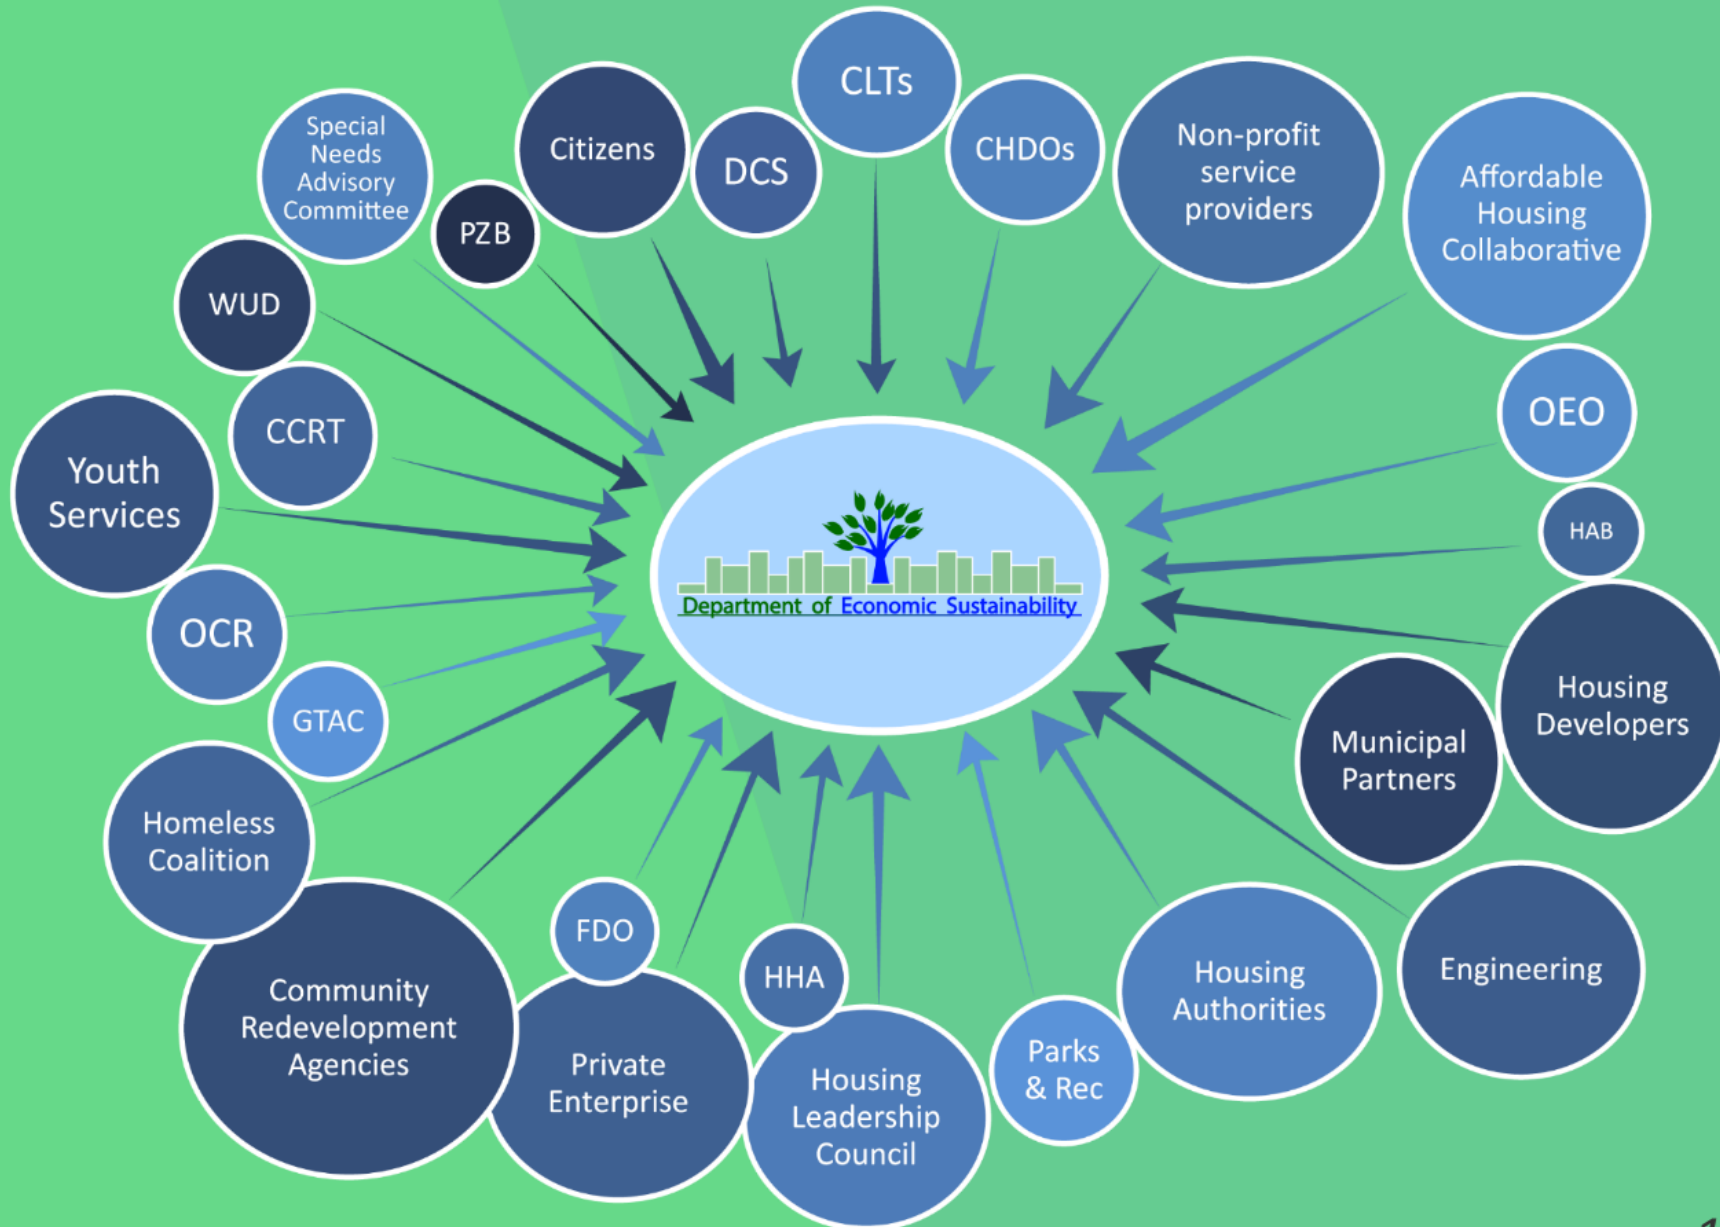 CLTs
Citizens
DCS
CHDOs
Non-profit
service
providers
Affordable
Housing
Collaborative
Special
Needs
Advisory
Committee
PZB
WUD
CCRT
OEO
Youth
Services
HAB
Department of Economic Sustainability
OCR
GTAC
Housing
Developers
Municipal
Partners
Homeless
Coalition
FDO
HHA
Housing
Authorities
Engineering
Community
Redevelopment
Agencies
Private
Enterprise
Housing
Leadership
Council
Parks
& Rec